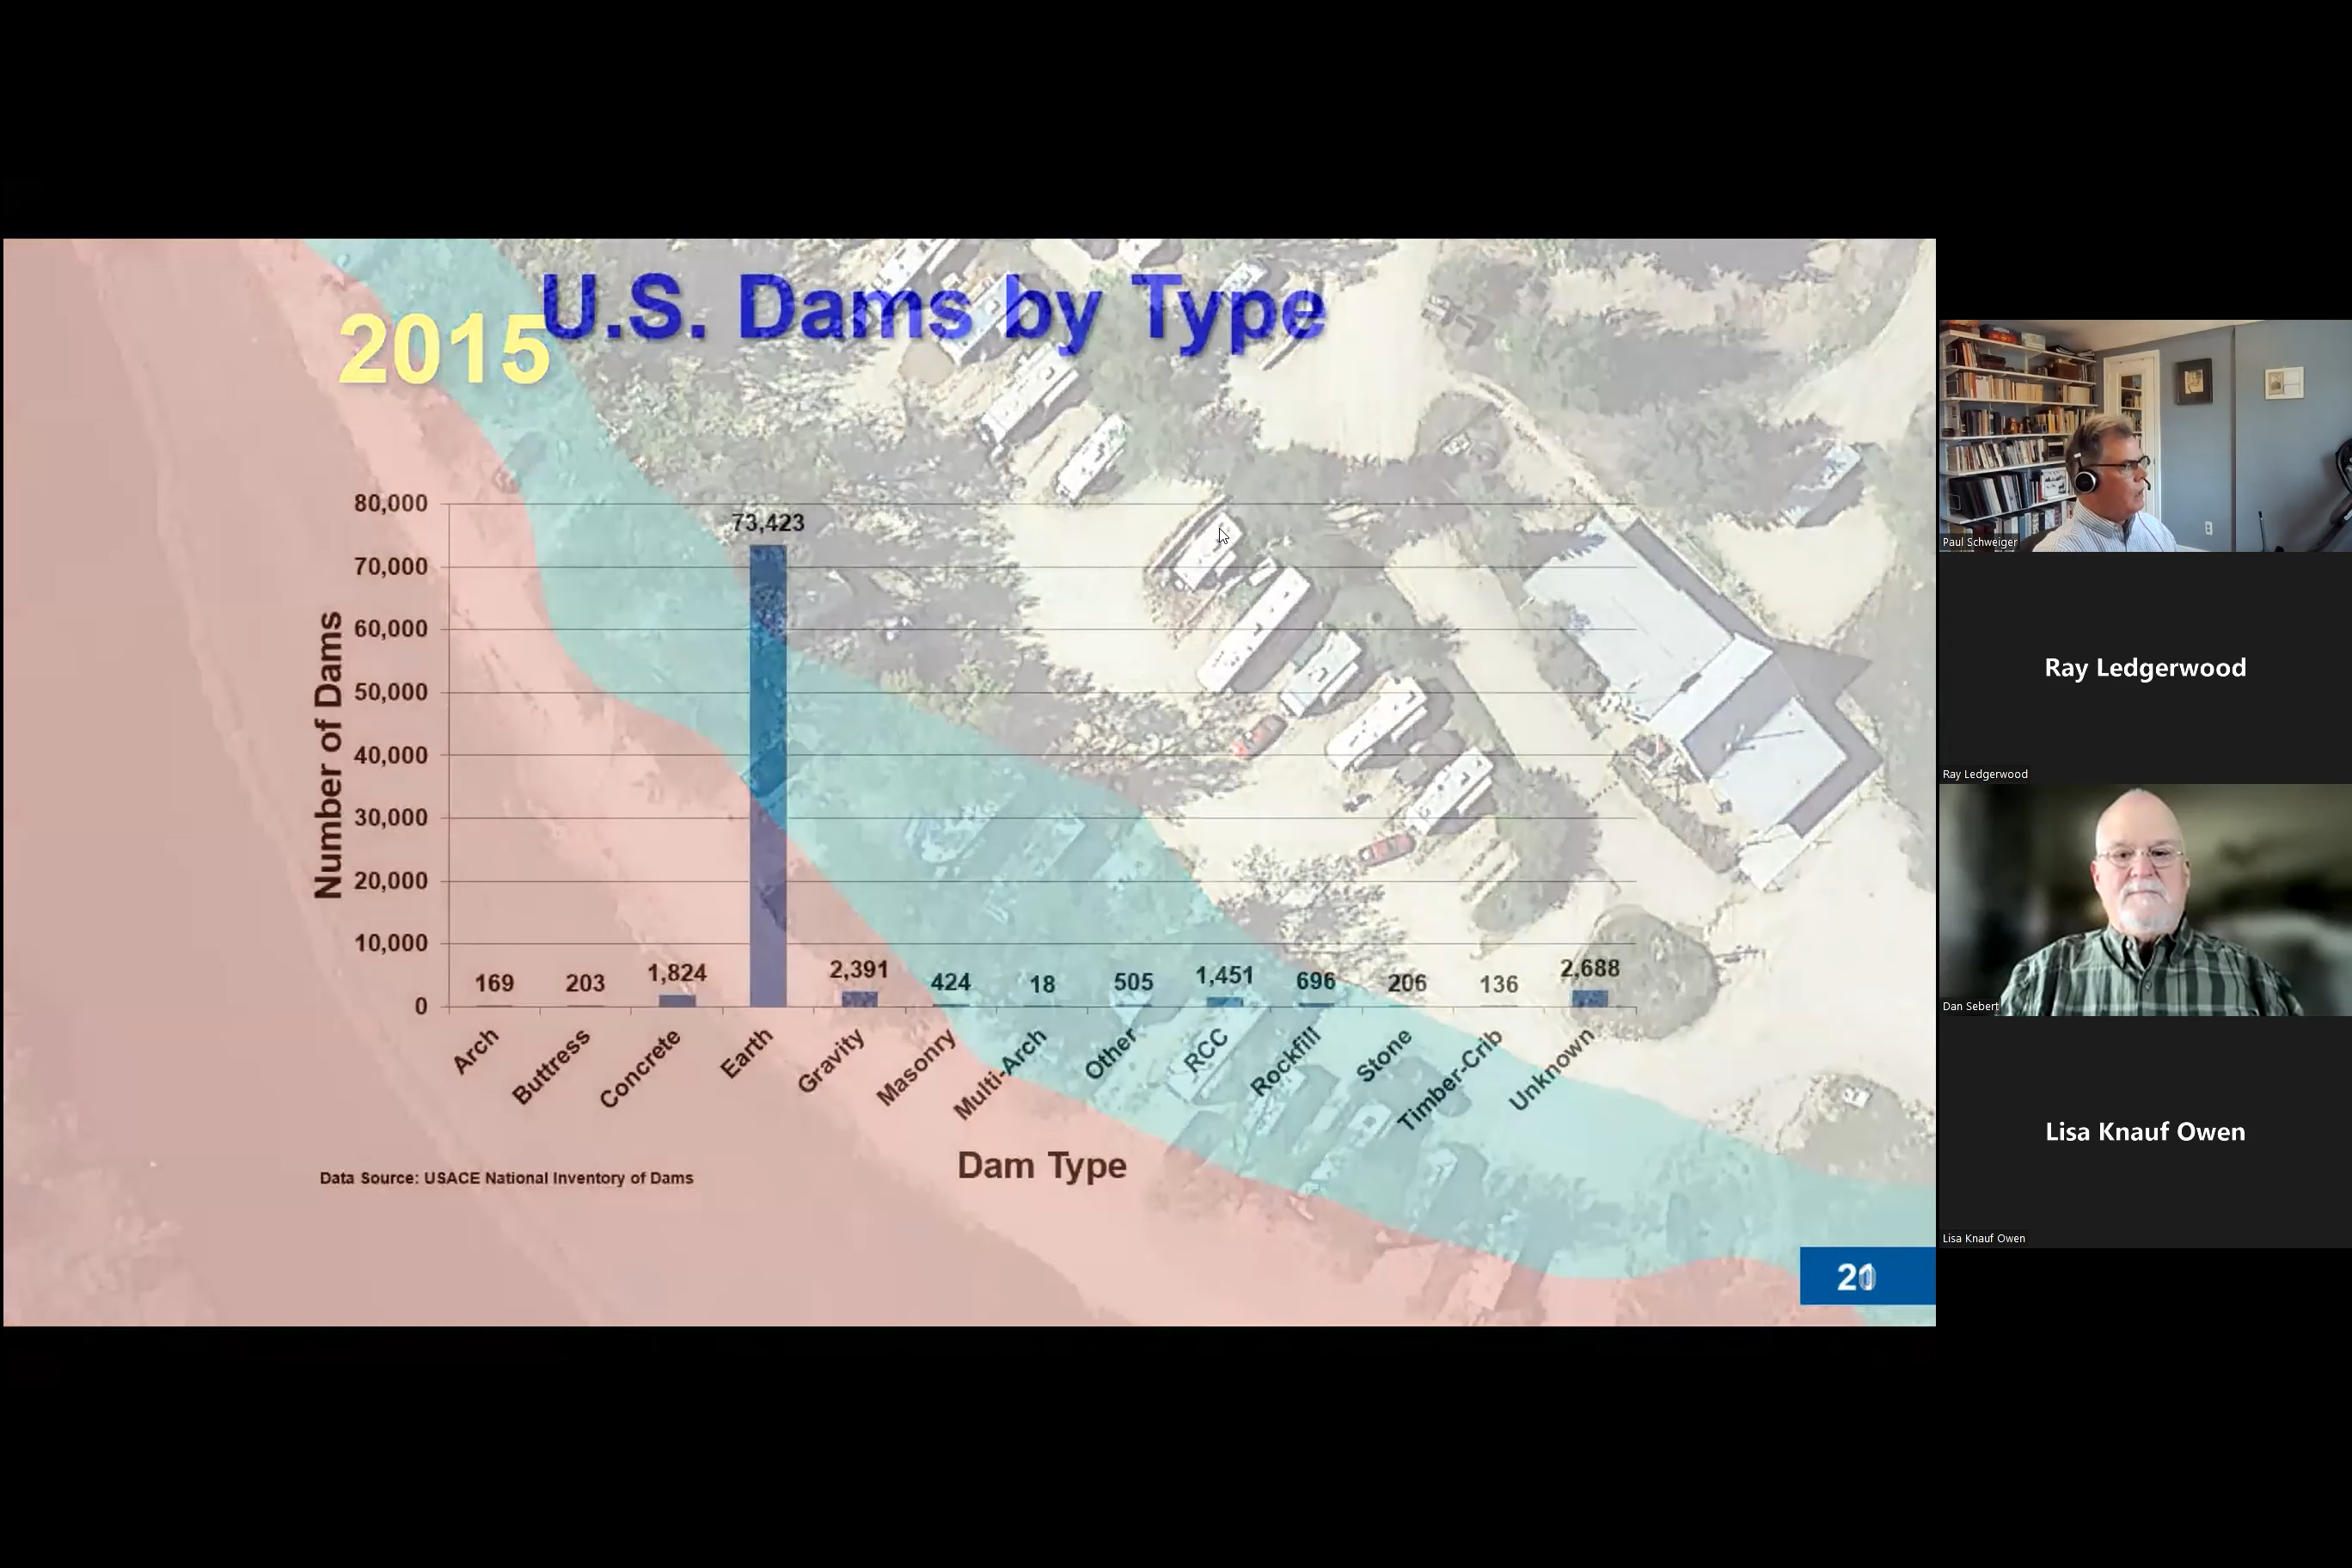 U.S. Dams by Type
2015
80,000
70,000
60,000
50,000
40,000
30,000
20,000
10,000
0
Number of Dams
169
203
1,824
73,423
2,391
424
18
505
1,451
696
206
136
2,688
Arch
Buttress
Concrete
Earth
Gravity
Masonry
Multi-Arch
Other
RCC
Rockfill
Stone
Timber-Crib
Unknown
Dam Type
Data Source: USACE National Inventory of Dams
Paul Schweiger
Ray Ledgerwood
Ray Ledgerwood
Dan Sebert
Lisa Knauf Owen
Lisa Knauf Owen